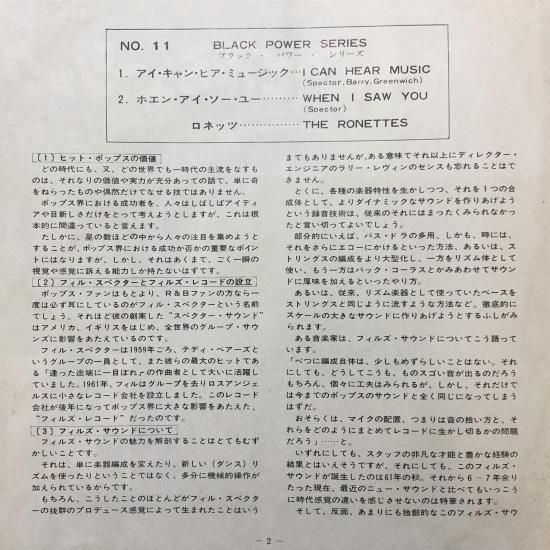 NO. 11 BLACK POWER SERIES
ブラック・パワー・シリーズ
1. アイ・キャン・ヒア・ミュージック…I CAN HEAR MUSIC
(Spector, Barry, Greenwich)
2. ホエン・アイ・ソー・ユー………WHEN I SAW YOU
(Spector)
ロネッツ……………THE RONETTES
〔1〕ヒット・ポップスの価値
どの時代にも、又、どの世界でも一時代の主流をなすも
のは、それなりの価値や実力が充分あっての話で、単に奇
をねらったものや偶然だけでなせる技ではありません。
ポップス界における成功者を、人々はしばしばアイディ
アや目新しさだけをとって考えようとしますが、これは根
本的に間違っていると言えます。
たしかに、星の数ほどの中から人々の注目を集めようと
することが、ポップス界における成功か否かの重要なポイ
ントにはなりますが、しかし、それはあくまで、ごく一瞬の
視覚や感覚に訴える能力しか持たないはずです。
〔2〕フィル・スペクターとフィルズ・レコードの設立
ポップス・ファンはもとより、R＆Bファンの方なら一
度は必ず耳にしているのがフィル・スペクターという名前
でしょう。それほど彼の創案した“スペクター・サウンド”
はアメリカ、イギリスをはじめ、全世界のグループ・サウ
ンズに影響をあたえているのです。
フィル・スペクターは1959年ごろ、テディ・ベアーズと
いうグループの一員として、また彼らの最大のヒットであ
る「逢った途端に一目ぼれ」の作曲者として大いに活躍し
ていました。1961年、フィルはグループを去りロスアンジェ
ルスに小さなレコード会社を設立しました。このレコード
会社が後年になってポップス界に大きな影響をあたえた、
“フィルズ・レコード”だったのです。
〔3〕フィルズ・サウンドについて
フィルズ・サウンドの魅力を解剖することはとてもむず
かしいことです。
それは、単に楽器編成を変えたり、新しい（ダンス）リ
ズムを使ったりということではなく、多分に機械的操作が
加えられているからです。
もちろん、こうしたことのほとんどがフィル・スペクタ
ーの抜群のプロデュース感覚によって生まれたことはいう
までもありませんが、ある意味でそれ以上にディレクター・
エンジニアのラリー・レヴィンのセンスも忘れることはで
きません。
とくに、各種の楽器特性を生かしつつ、それを1つの合
成体として、よりダイナミックなサウンドを作りあげよう
という録音技術は、従来のそれにはまったくみられなかっ
たと言い切ってよいでしょう。
部分的にいえば、バス・ドラの多用、しかも、時には、
それをさらにエコーにかけるといった方法、あるいは、ス
トリングスの編成をより大型化し、一方をリズム体として
使い、もう一方はバック・コーラスとかみあわせてサウン
ドに厚味を加えるといったやり方。
あるいは、従来、リズム楽器として使っていたベースを
ストリングスと同じように流すような方法など。徹底的に
スケールの大きなサウンドに作りあげようとするふしがみ
られます。
ある音楽家は、フィルズ・サウンドについてこう語って
います。
「べつに編成自体は、少しもめずらしいことはない。それ
にしても、どうしてこうも、ものスゴい音が出るのだろう
もちろん、個々に工夫はみられるが、しかし、それだけで
は今までのポップスのサウンドと全く同じになってしまう
はずだ。
おそらくは、マイクの配置、つまりは音の拾い方と、そ
れらをどのようにまとめてレコードに生かし切るかの問題
だろう」……と。
いずれにしても、スタッフの非凡な才能と豊かな経験の
結果とはいえそうですが、それにしても、このフィルズ・
サウンドが誕生したのは61年の秋。それから6～7年余り
たった現在、最近のニュー・サウンドと比べてもいっこう
に時代感覚の違いを感じさせないのは特筆されます。
そして、反面、あまりにも独創的なこのフィルズ・サウ
－2－